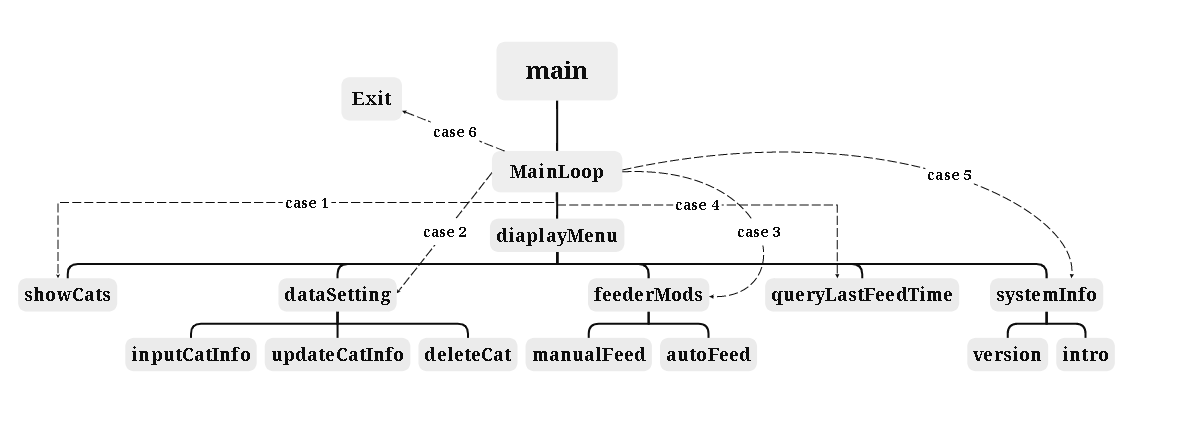 main
Exit
case 6
MainLoop
case 5
case 1
case 4
case 2
diaplayMenu
case 3
showCats
dataSetting
feederMods
queryLastFeedTime
systemInfo
inputCatInfo
updateCatInfo
deleteCat
manualFeed
autoFeed
version
intro